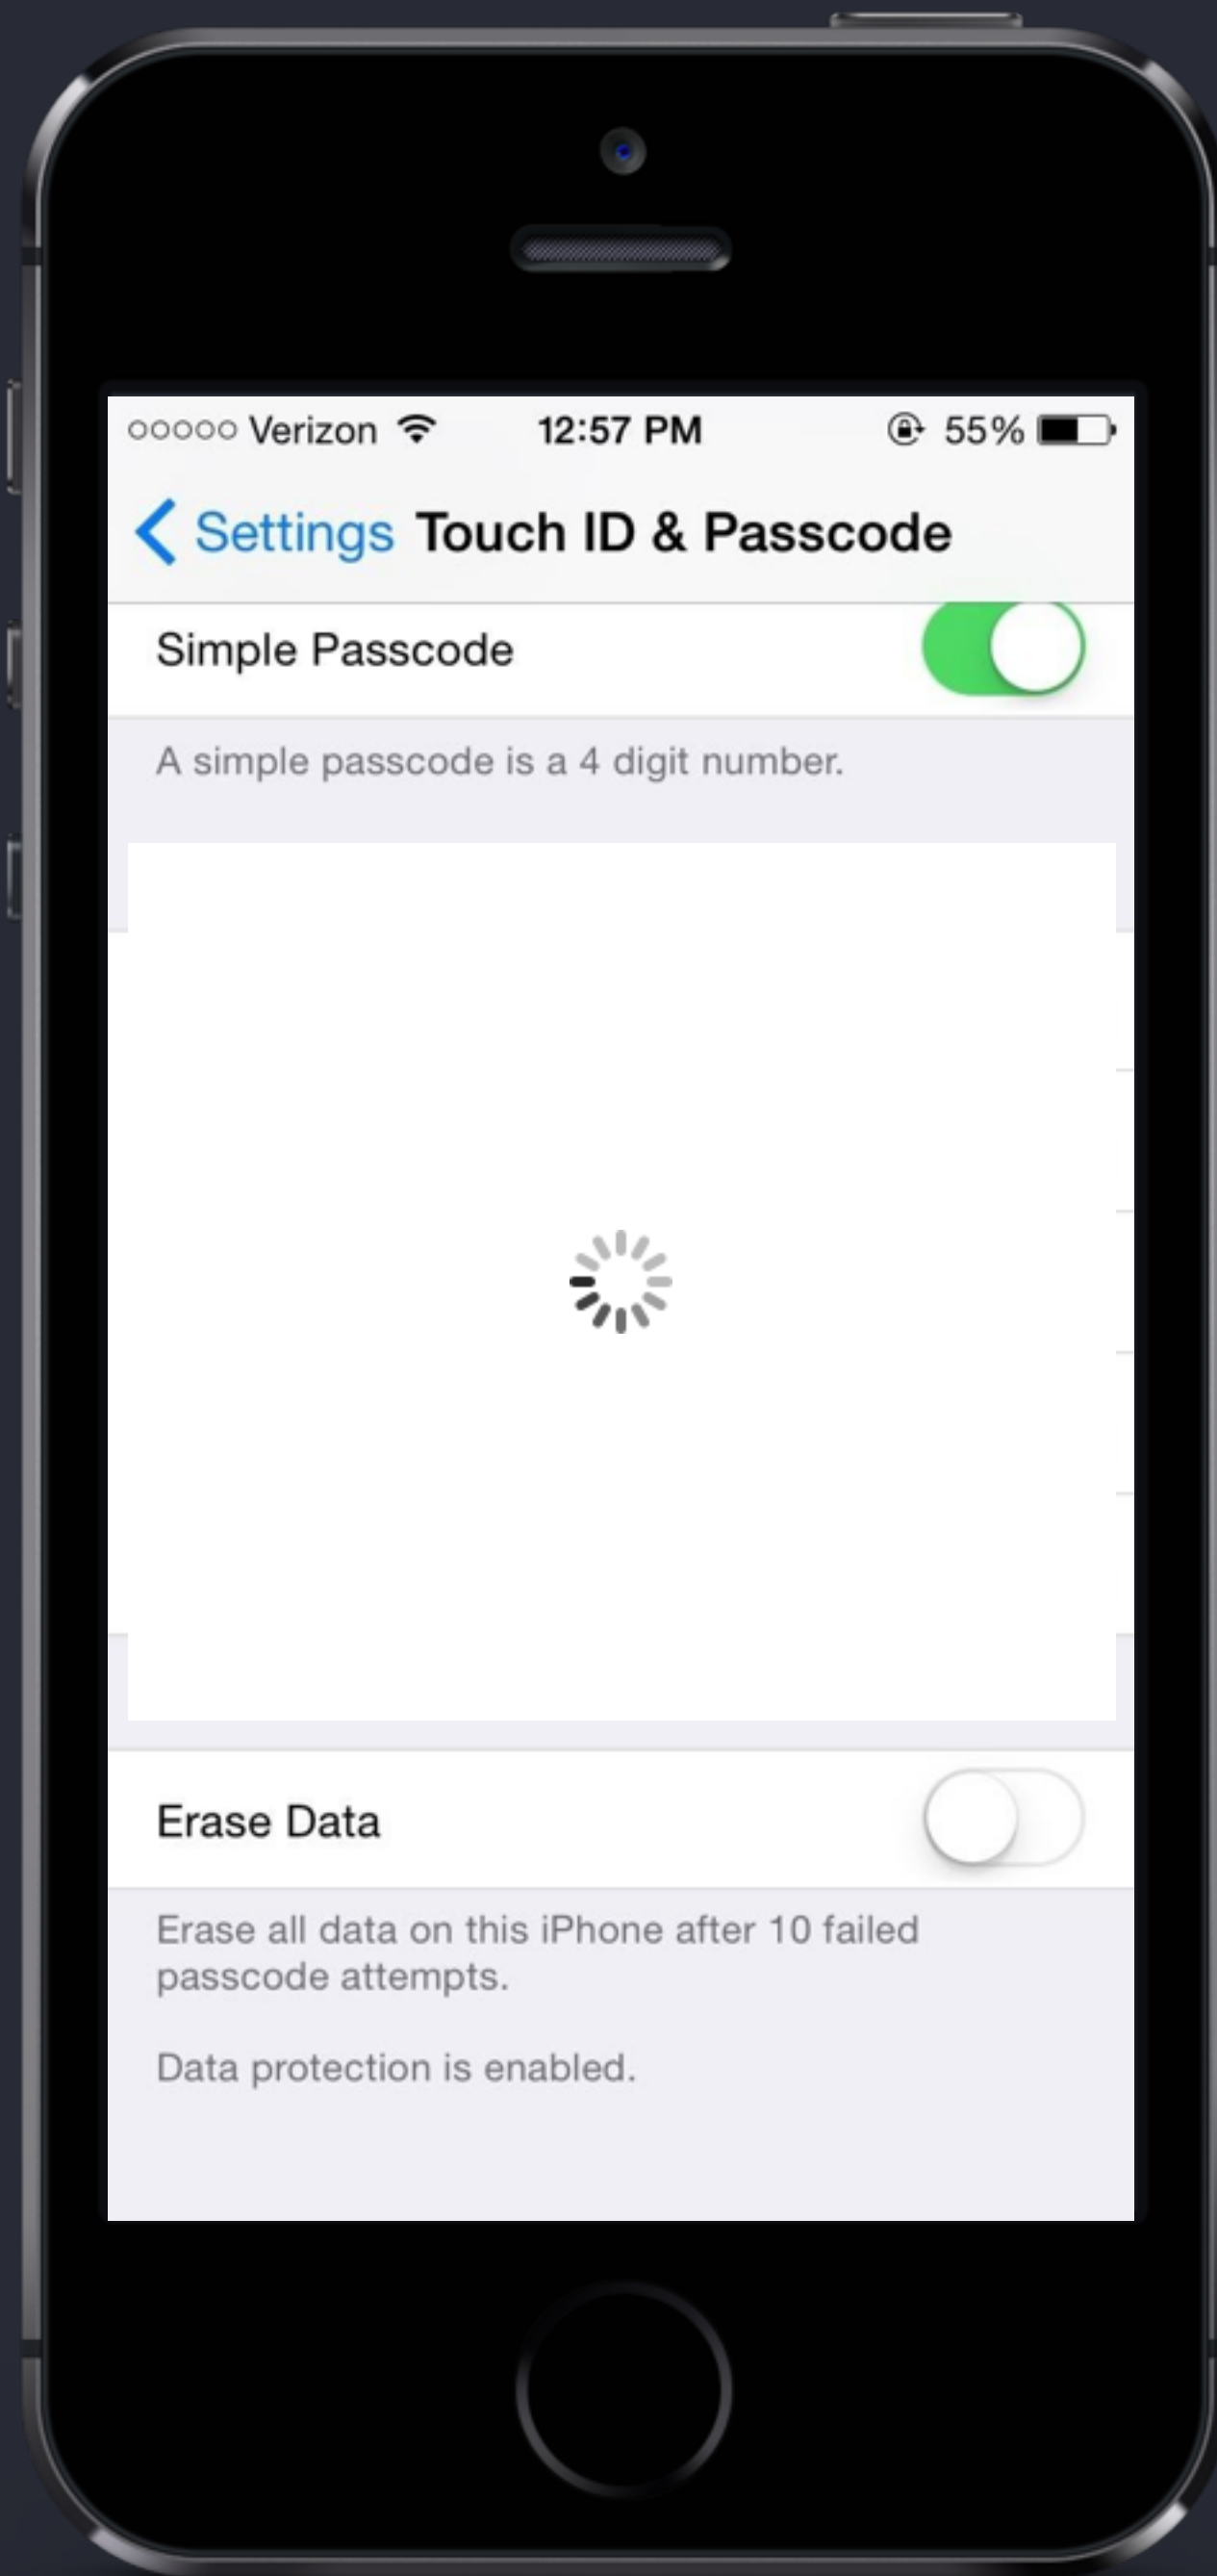 Verizon 12:57 PM 55%
Settings Touch ID & Passcode
Simple Passcode
A simple passcode is a 4 digit number.
Erase Data
Erase all data on this iPhone after 10 failed
passcode attempts.
Data protection is enabled.